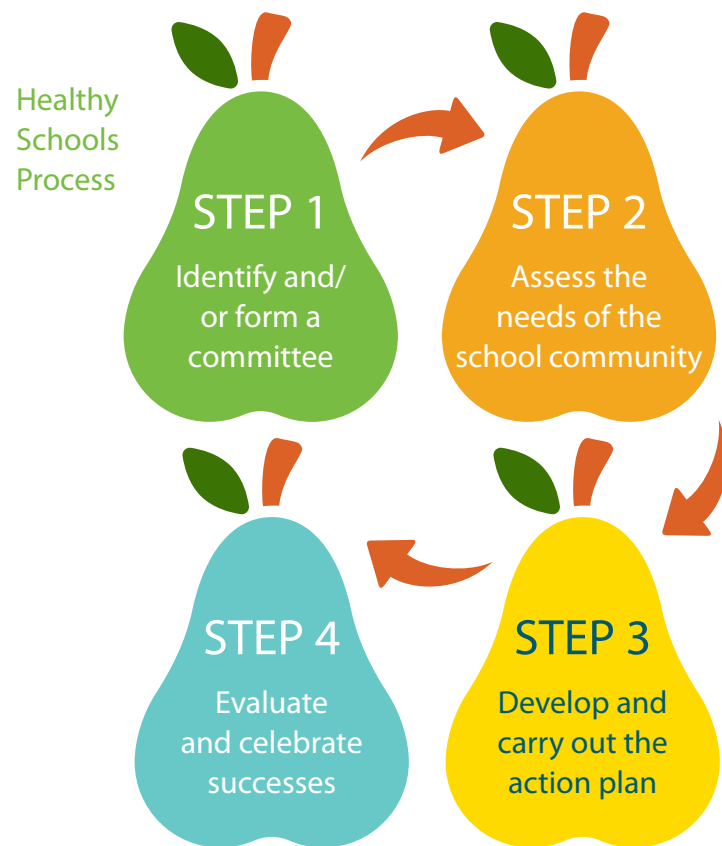 Healthy
Schools
Process
STEP 1
Identify and/
or form a
committee
STEP 2
Assess the
needs of the
school community
STEP 3
Develop and
carry out the
action plan
STEP 4
Evaluate
and celebrate
successes